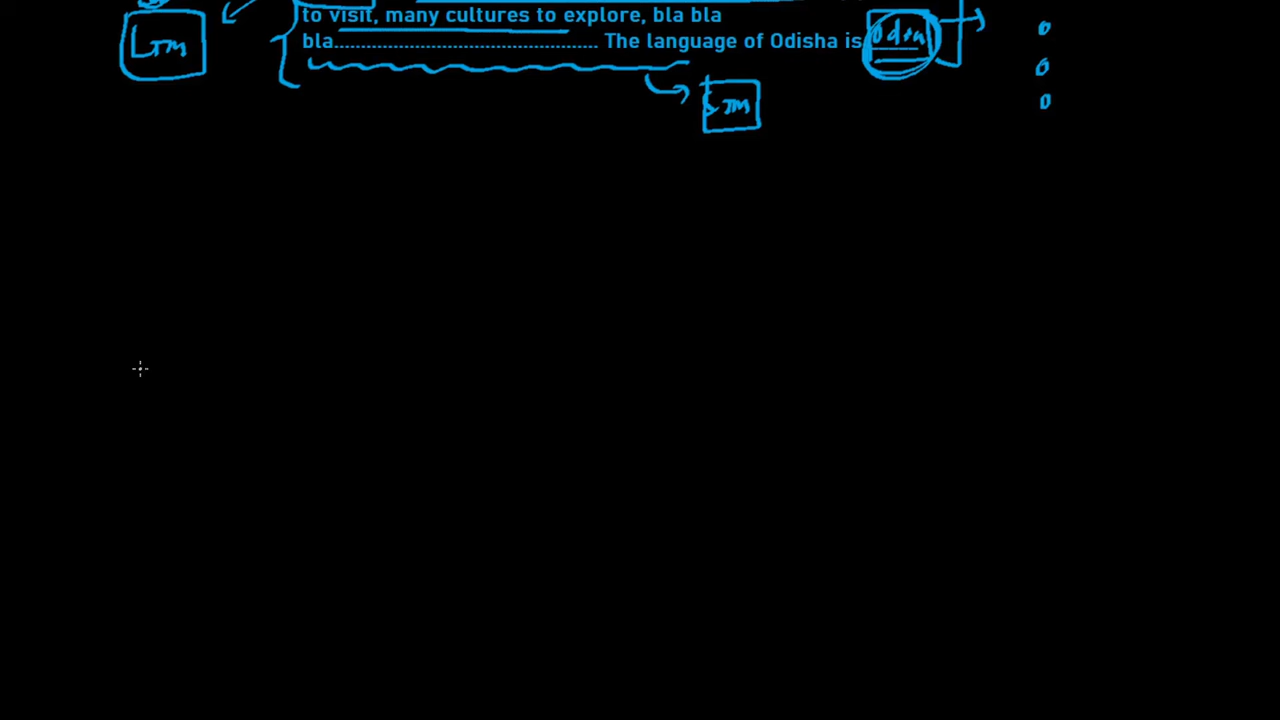 to visit, many cultures to explore, bla bla
LTM
bla.................................................. The language of Odisha is
STM